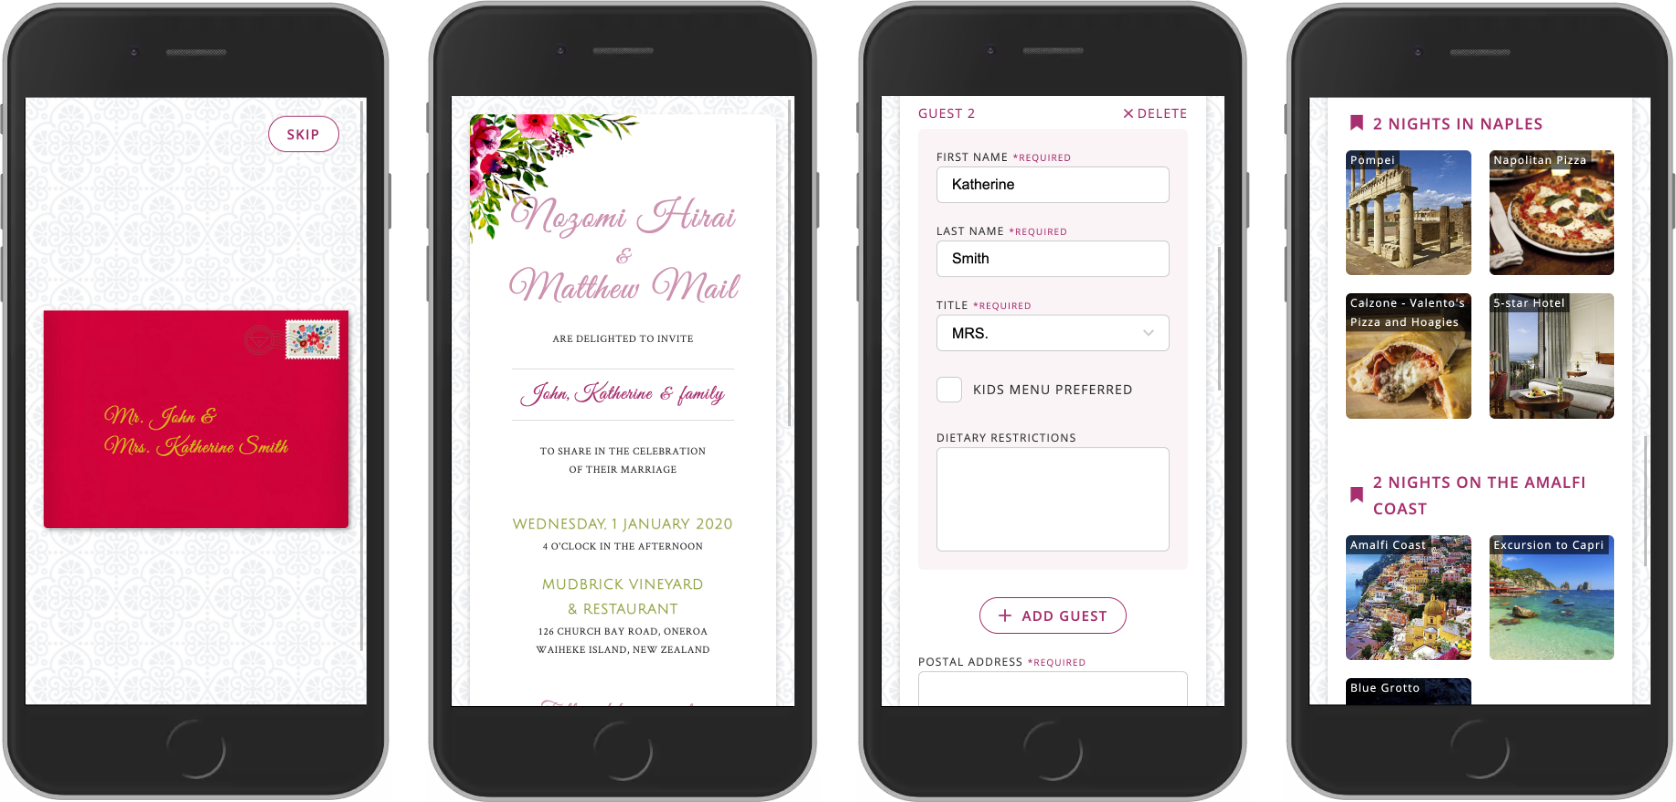 SKIP
Mr. John &
Mrs. Katherine Smith
Nozomi Hirai
&
Matthew Mail
ARE DELIGHTED TO INVITE
John, Katherine & family
TO SHARE IN THE CELEBRATION
OF THEIR MARRIAGE
WEDNESDAY, 1 JANUARY 2020
4 O'CLOCK IN THE AFTERNOON
MUDBRICK VINEYARD
& RESTAURANT
126 CHURCH BAY ROAD, ONEROA
WAIHEKE ISLAND, NEW ZEALAND
GUEST 2
× DELETE
FIRST NAME *REQUIRED
Katherine
LAST NAME *REQUIRED
Smith
TITLE *REQUIRED
MRS.
KIDS MENU PREFERRED
DIETARY RESTRICTIONS
+ ADD GUEST
POSTAL ADDRESS *REQUIRED
2 NIGHTS IN NAPLES
Pompei
Napolitan Pizza
Calzone - Valento's
Pizza and Hoagies
5-star Hotel
2 NIGHTS ON THE AMALFI
COAST
Amalfi Coast
Excursion to Capri
Blue Grotto